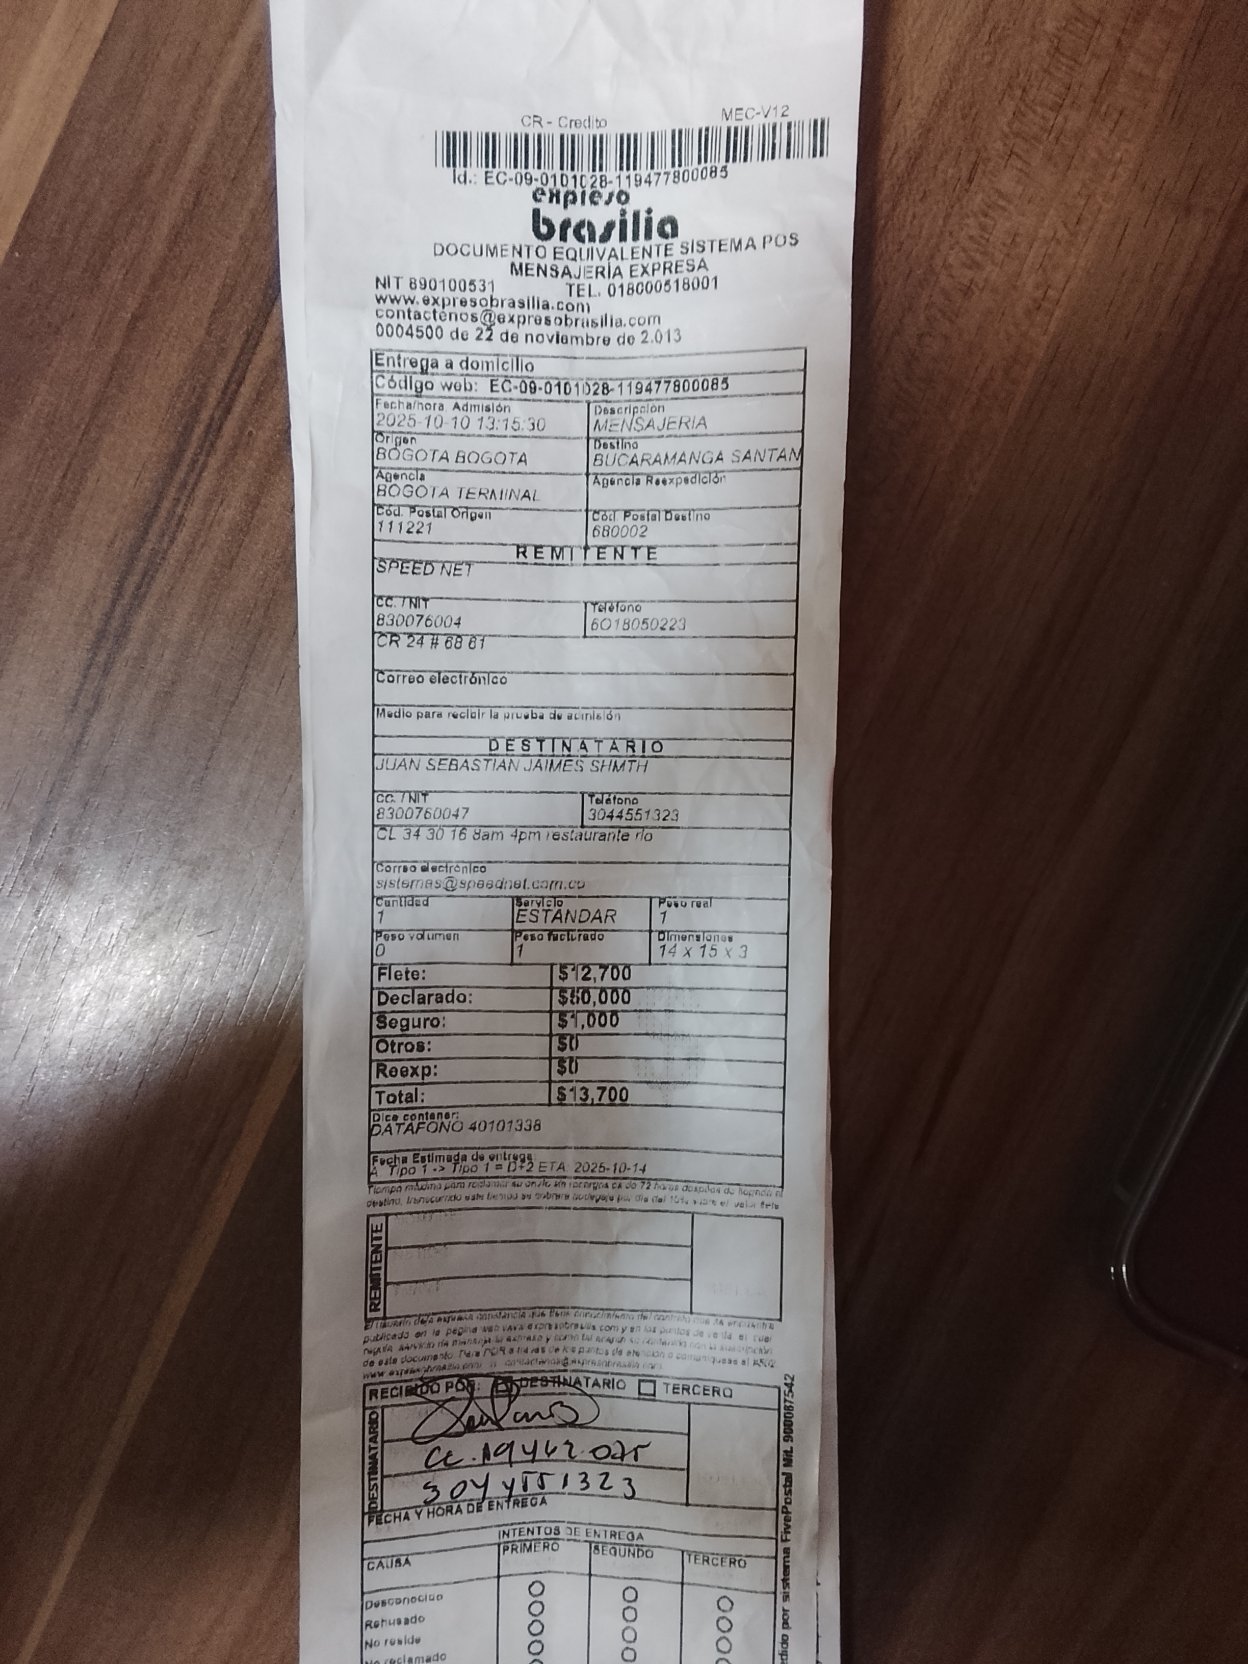 CR - Credito MEC-V12
Id.: EC-09-0101028-119477800085
expreso
brasilia
DOCUMENTO EQUIVALENTE SISTEMA POS
MENSAJERÍA EXPRESA
NIT 890100531 TEL. 018000518001
www.expresobrasilia.com
contactenos@expresobrasilia.com
0004500 de 22 de noviembre de 2.013
Entrega a domicilio
Código web: EC-09-0101028-119477800085
Fecha/hora Admisión Descripción
2025-10-10 13:15:30 MENSAJERIA
Origen Destino
BOGOTA BOGOTA BUCARAMANGA SANTAN
Agencia Agencia Reexpedición
BOGOTA TERMINAL
Cód. Postal Origen Cód. Postal Destino
111221 680002
REMITENTE
SPEED NET
CC. / NIT Teléfono
830076004 6018050223
CR 24 # 68 61
Correo electrónico
Medio para recibir la prueba de admisión
DESTINATARIO
JUAN SEBASTIAN JAIMES SHMTH
CC. / NIT Teléfono
8300760047 3044551323
CL 34 30 16 8am 4pm restaurante rio
Correo electrónico
sistemas@speednet.com.co
Cantidad Servicio Peso real
1 ESTANDAR 1
Peso volumen Peso facturado Dimensiones
0 1 14 x 15 x 3
Flete: $12,700
Declarado: $50,000
Seguro: $1,000
Otros: $0
Reexp: $0
Total: $13,700
Dice contener:
DATAFONO 40101338
Fecha Estimada de entrega
A. Tipo 1 -> Tipo 1 = D+2 ETA: 2025-10-14
REMITENTE
RECIBIDO POR: DESTINATARIO TERCERO
DESTINATARIO
CC. 19462.075
3044551323
FECHA Y HORA DE ENTREGA
INTENTOS DE ENTREGA
CAUSA PRIMERO SEGUNDO TERCERO
Desconocido
Rehusado
No reside
No reclamado
sistema FivePostal Mit. 900087542